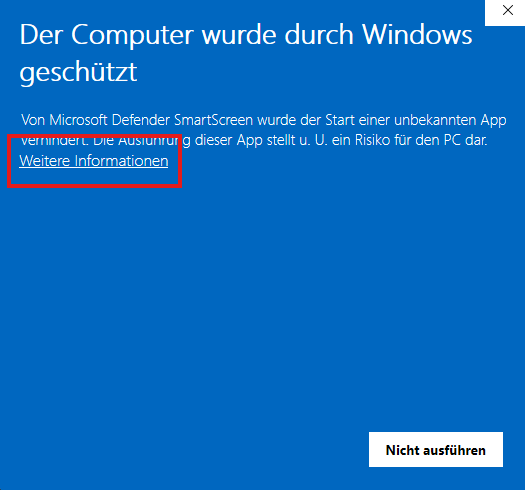 Der Computer wurde durch Windows
geschützt
Von Microsoft Defender SmartScreen wurde der Start einer unbekannten App
verhindert. Die Ausführung dieser App stellt u. U. ein Risiko für den PC dar.
Weitere Informationen
Nicht ausführen